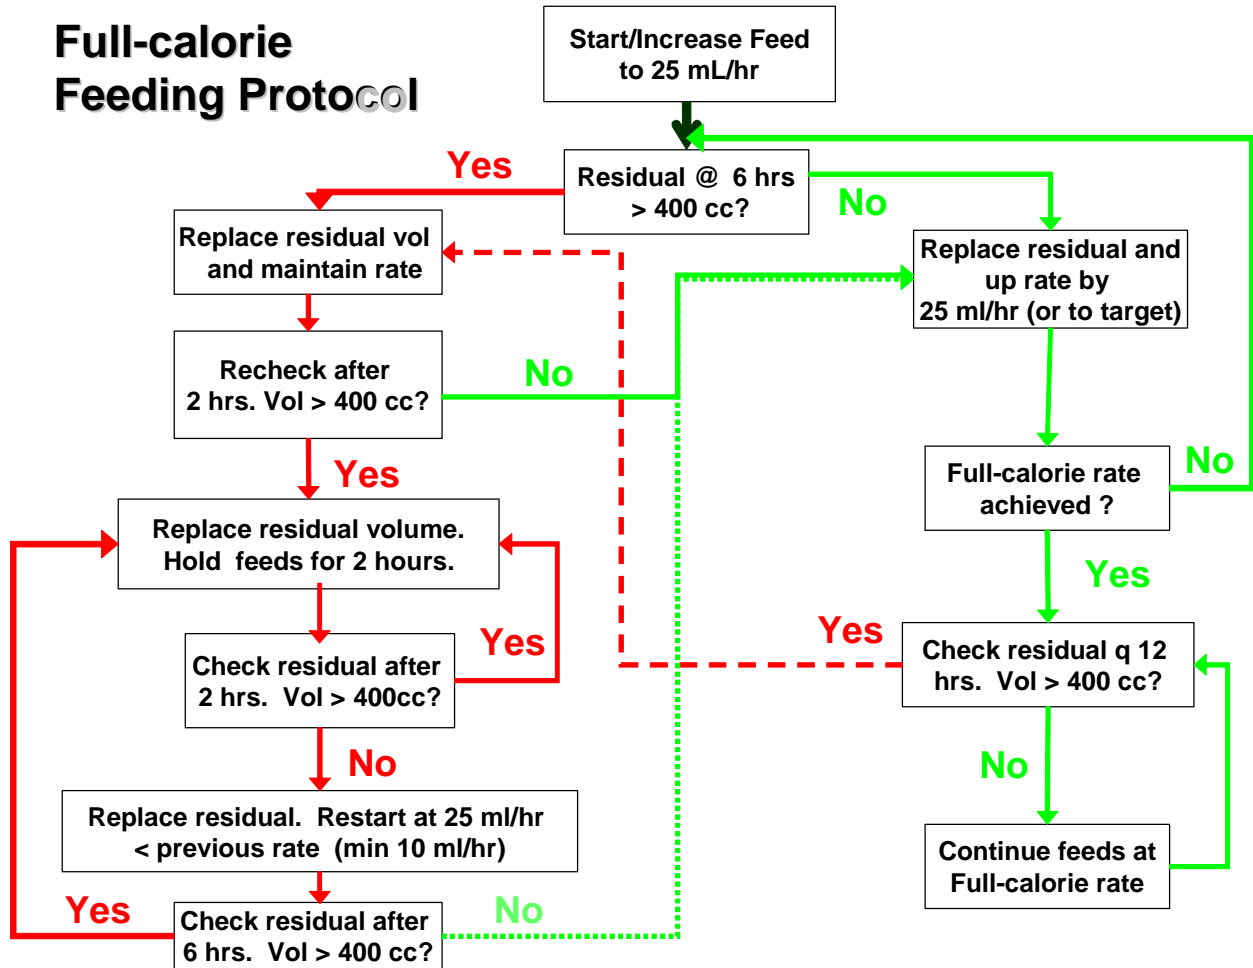 Full-calorie
Feeding Protocol
Start/Increase Feed
to 25 mL/hr
Residual @ 6 hrs
> 400 cc?
Yes
No
Replace residual vol
and maintain rate
Replace residual and
up rate by
25 ml/hr (or to target)
Recheck after
2 hrs. Vol > 400 cc?
No
Yes
Full-calorie rate
achieved ?
No
Yes
Replace residual volume.
Hold feeds for 2 hours.
Check residual after
2 hrs. Vol > 400cc?
Yes
No
Check residual q 12
hrs. Vol > 400 cc?
Yes
No
Replace residual. Restart at 25 ml/hr
< previous rate (min 10 ml/hr)
Continue feeds at
Full-calorie rate
Check residual after
6 hrs. Vol > 400 cc?
Yes
No